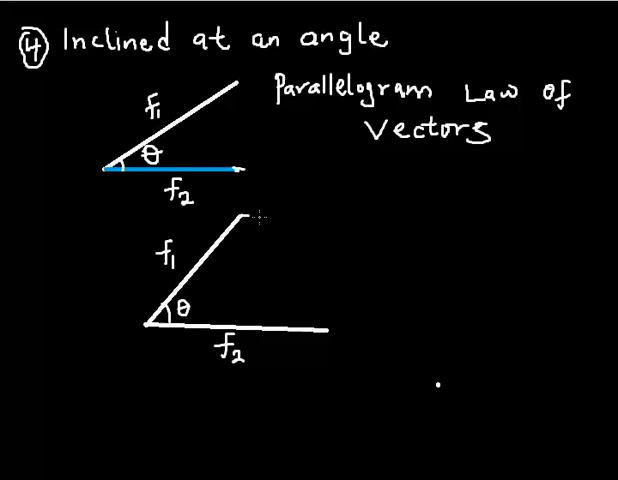 4 Inclined at an angle
Parallelogram Law of
Vectors
f1
θ
f2
f1
θ
f2